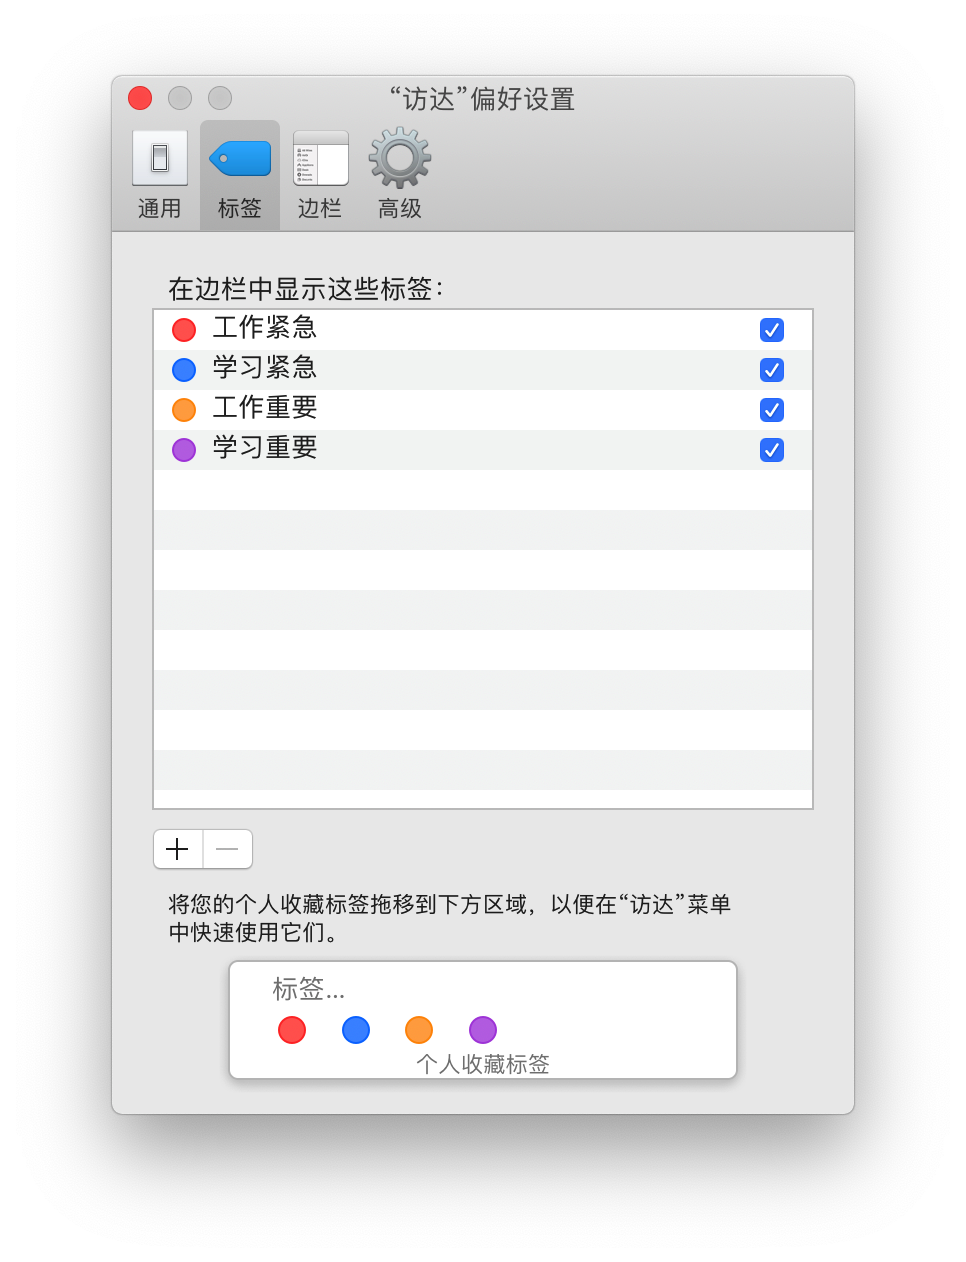 “访达”偏好设置
通用 标签 边栏 高级
在边栏中显示这些标签：
工作紧急
学习紧急
工作重要
学习重要
将您的个人收藏标签拖移到下方区域，以便在“访达”菜单
中快速使用它们。
标签...
个人收藏标签